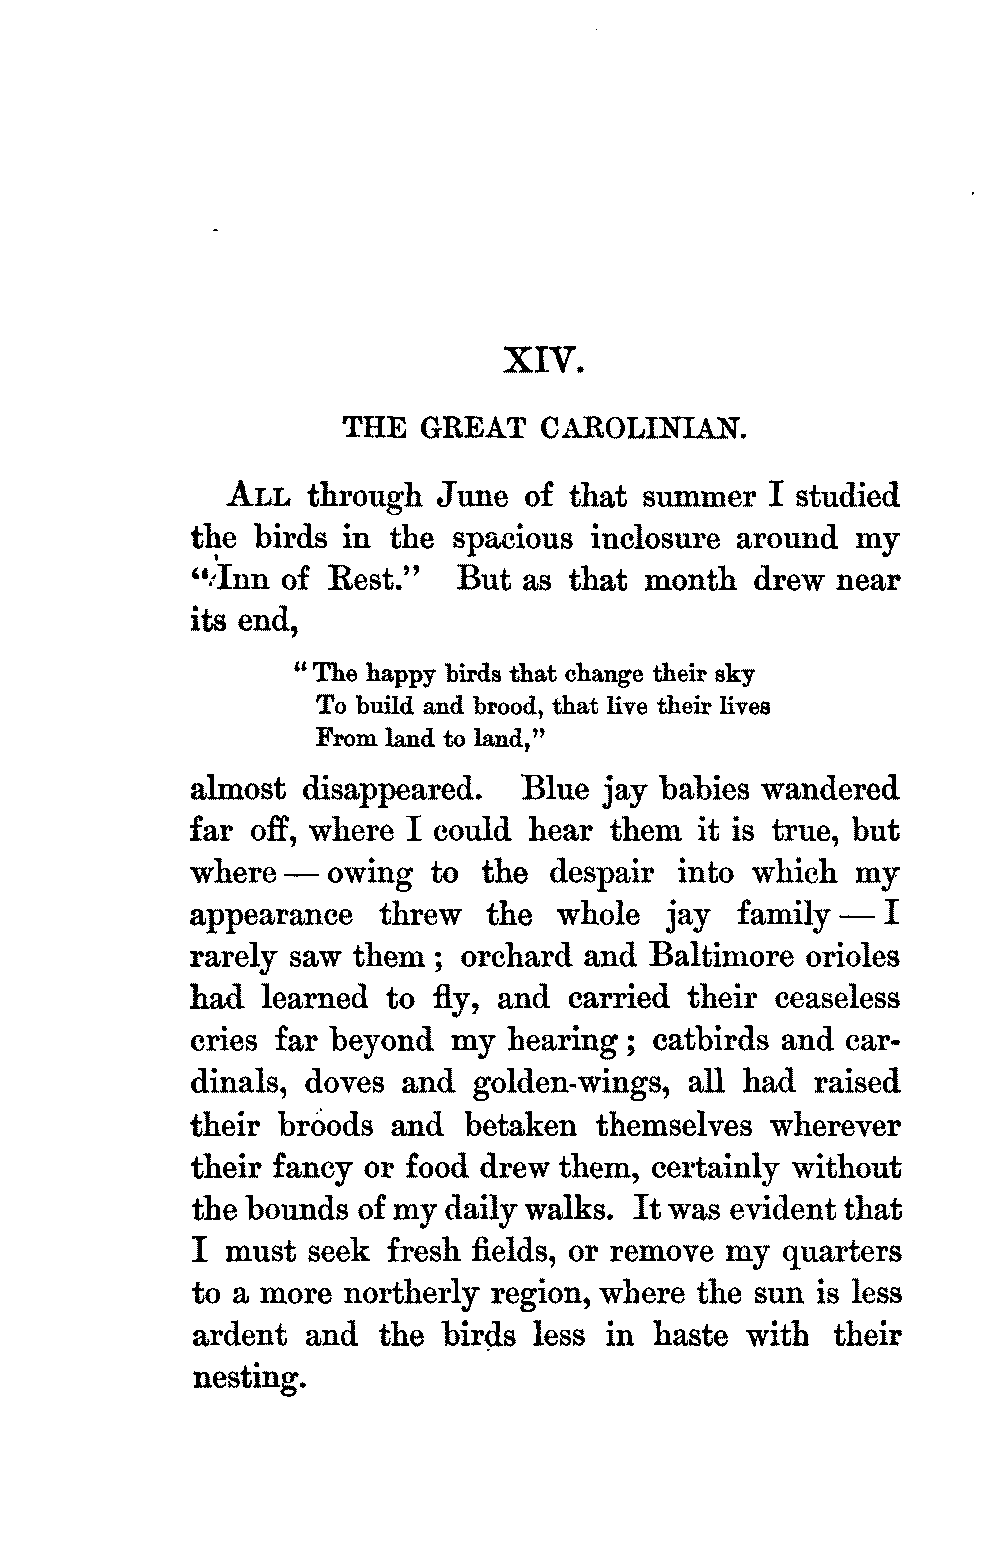 XIV.
THE GREAT CAROLINIAN.
ALL through June of that summer I studied
the birds in the spacious inclosure around my
“Inn of Rest.” But as that month drew near
its end,
“The happy birds that change their sky
To build and brood, that live their lives
From land to land,”
almost disappeared. Blue jay babies wandered
far off, where I could hear them it is true, but
where — owing to the despair into which my
appearance threw the whole jay family — I
rarely saw them ; orchard and Baltimore orioles
had learned to fly, and carried their ceaseless
cries far beyond my hearing ; catbirds and car-
dinals, doves and golden-wings, all had raised
their broods and betaken themselves wherever
their fancy or food drew them, certainly without
the bounds of my daily walks. It was evident that
I must seek fresh fields, or remove my quarters
to a more northerly region, where the sun is less
ardent and the birds less in haste with their
nesting.